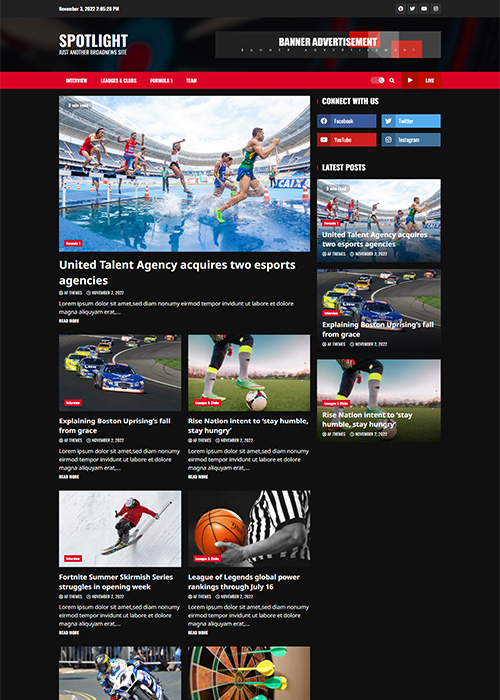 November 3, 2022 2:05:28 PM
SPOTLIGHT
JUST ANOTHER BROADNEWS SITE
BANNER ADVERTISEMENT
BANNER ADVERTISEMENT
INTERVIEW LEAUGES & CLUBS FORMULA 1 TEAM LIVE
2 min read
Formula 1
United Talent Agency acquires two esports
agencies
AF THEMES NOVEMBER 2, 2022
Lorem ipsum dolor sit amet,sed diam nonumy eirmod tempor invidunt ut labore et dolore
magna aliquyam erat,...
READ MORE
Interview
Explaining Boston Uprising's fall
from grace
AF THEMES NOVEMBER 2, 2022
Lorem ipsum dolor sit amet,sed diam nonumy
eirmod tempor invidunt ut labore et dolore
magna aliquyam erat,...
READ MORE
Leauges & Clubs
Rise Nation intent to ‘stay humble,
stay hungry’
AF THEMES NOVEMBER 2, 2022
Lorem ipsum dolor sit amet,sed diam nonumy
eirmod tempor invidunt ut labore et dolore
magna aliquyam erat,...
READ MORE
Interview
Fortnite Summer Skirmish Series
struggles in opening week
AF THEMES NOVEMBER 2, 2022
Lorem ipsum dolor sit amet,sed diam nonumy
eirmod tempor invidunt ut labore et dolore
magna aliquyam erat,...
READ MORE
Leauges & Clubs
League of Legends global power
rankings through July 16
AF THEMES NOVEMBER 2, 2022
Lorem ipsum dolor sit amet,sed diam nonumy
eirmod tempor invidunt ut labore et dolore
magna aliquyam erat,...
READ MORE
CONNECT WITH US
Facebook Twitter
YouTube Instagram
LATEST POSTS
2 min read
Formula 1
United Talent Agency acquires
two esports agencies
AF THEMES NOVEMBER 2, 2022
Interview
Explaining Boston Uprising's fall
from grace
AF THEMES NOVEMBER 2, 2022
Leauges & Clubs
Rise Nation intent to ‘stay
humble, stay hungry’
AF THEMES NOVEMBER 2, 2022